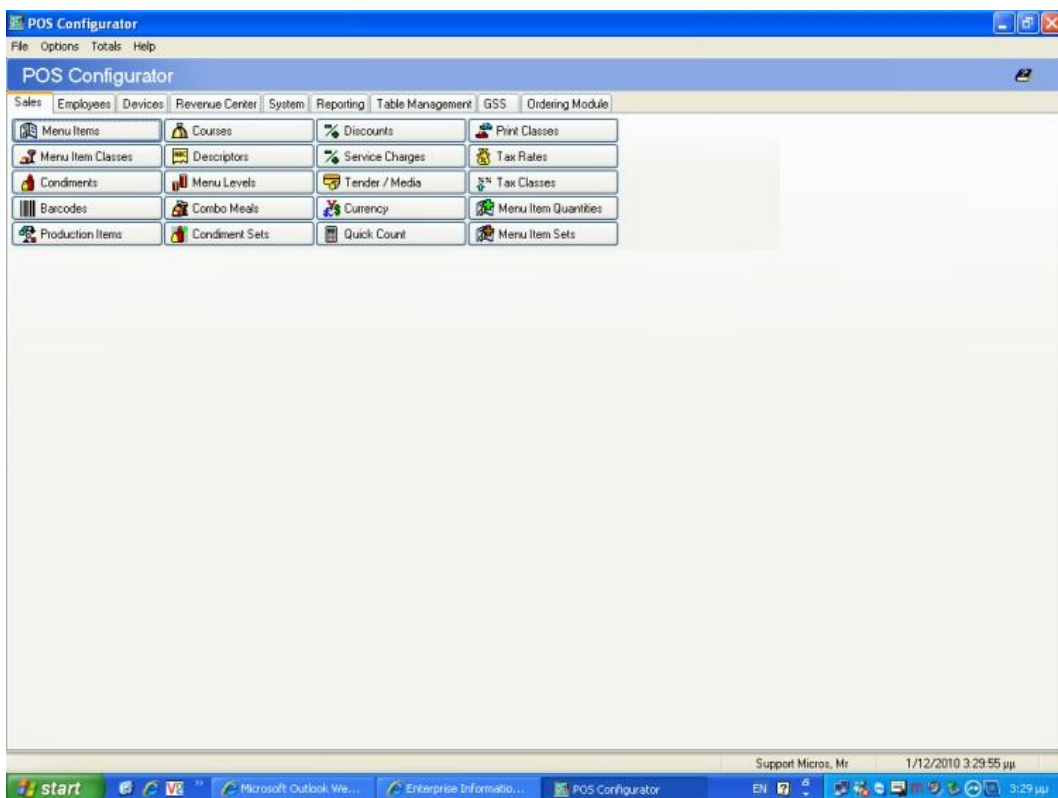 POS Configurator
File Options Totals Help
POS Configurator
Sales Employees Devices Revenue Center System Reporting Table Management GSS Ordering Module
Menu Items Courses Discounts Print Classes
Menu Item Classes Descriptors Service Charges Tax Rates
Condiments Menu Levels Tender / Media Tax Classes
Barcodes Combo Meals Currency Menu Item Quantities
Production Items Condiment Sets Quick Count Menu Item Sets
Support Micros, Mr 1/12/2010 3:29:55 μμ
start Microsoft Outlook We... Enterprise Informatio... POS Configurator EN 3:29 μμ